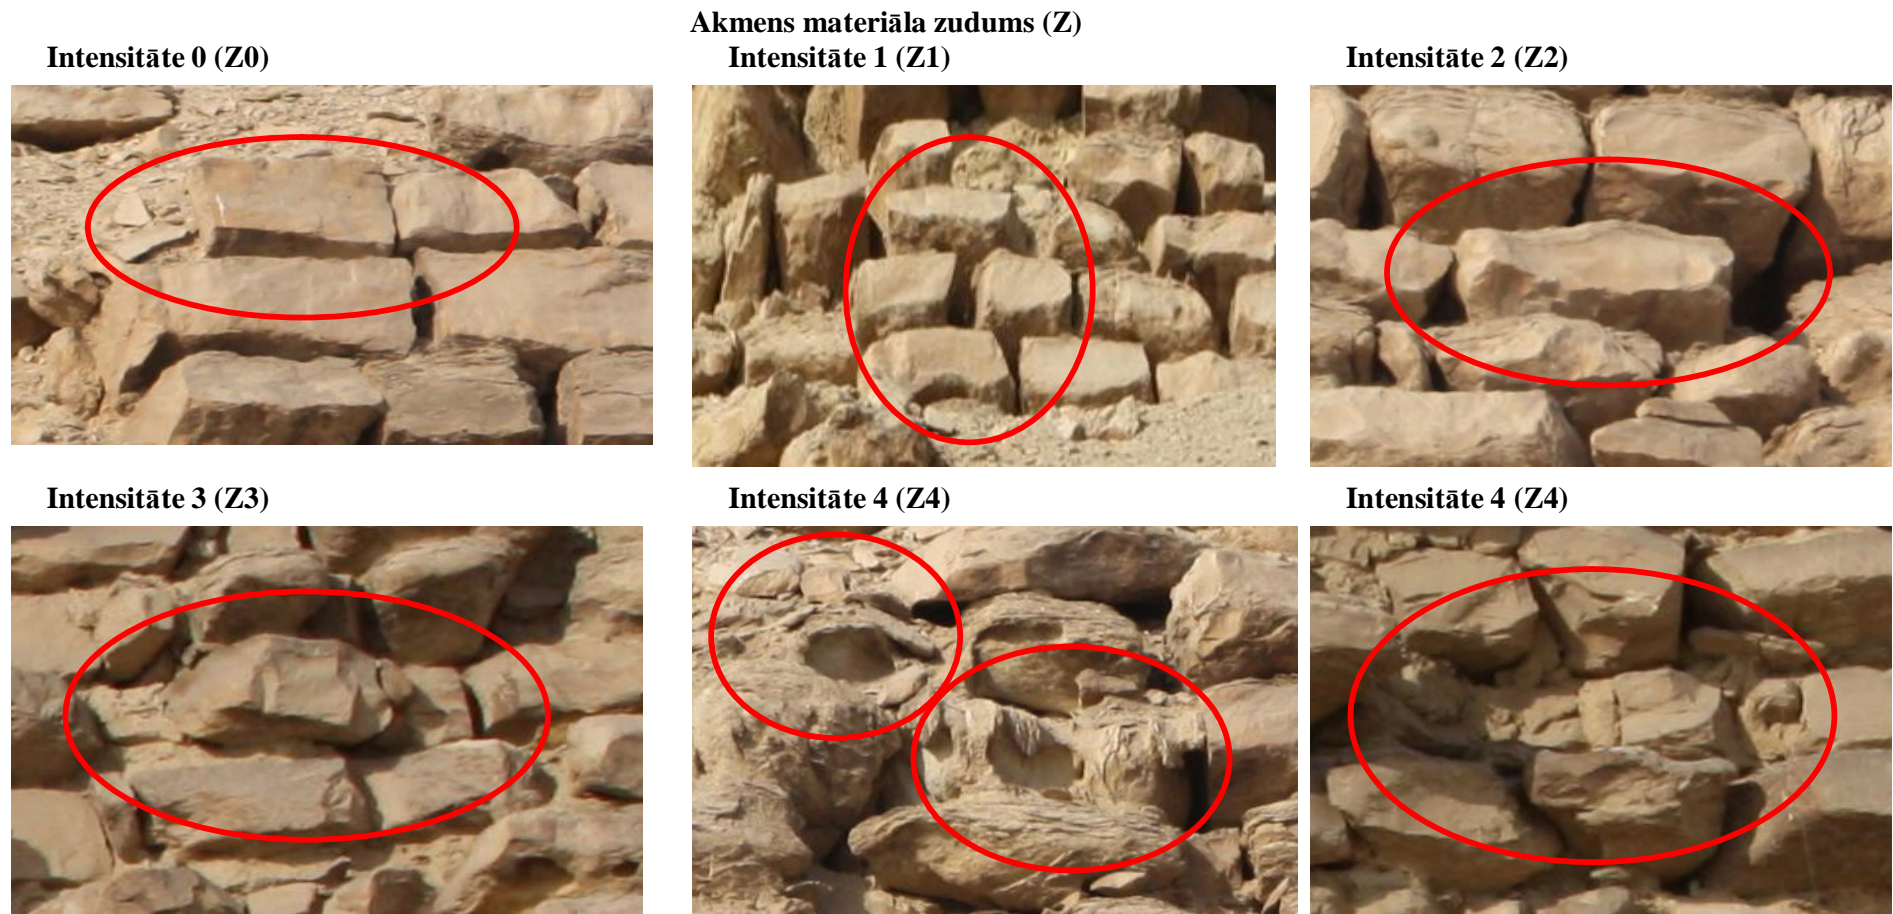 Akmens materiāla zudums (Z)
Intensitāte 0 (Z0)
Intensitāte 1 (Z1)
Intensitāte 2 (Z2)
Intensitāte 3 (Z3)
Intensitāte 4 (Z4)
Intensitāte 4 (Z4)